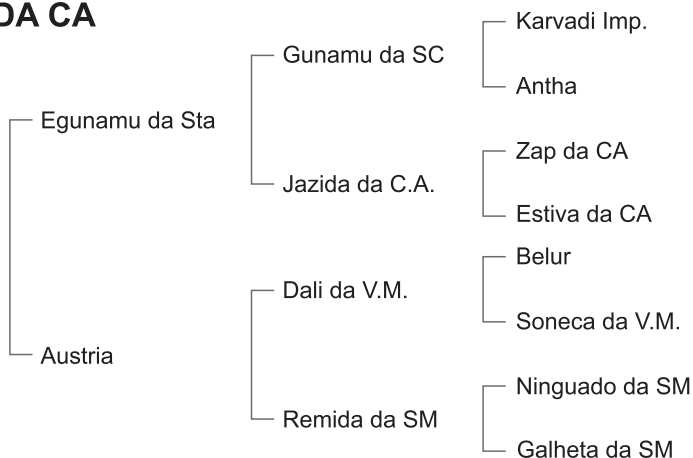 DA CA
Karvadi Imp.
Gunamu da SC
Antha
Egunamu da Sta
Zap da CA
Jazida da C.A.
Estiva da CA
Belur
Dali da V.M.
Soneca da V.M.
Austria
Ninguado da SM
Remida da SM
Galheta da SM